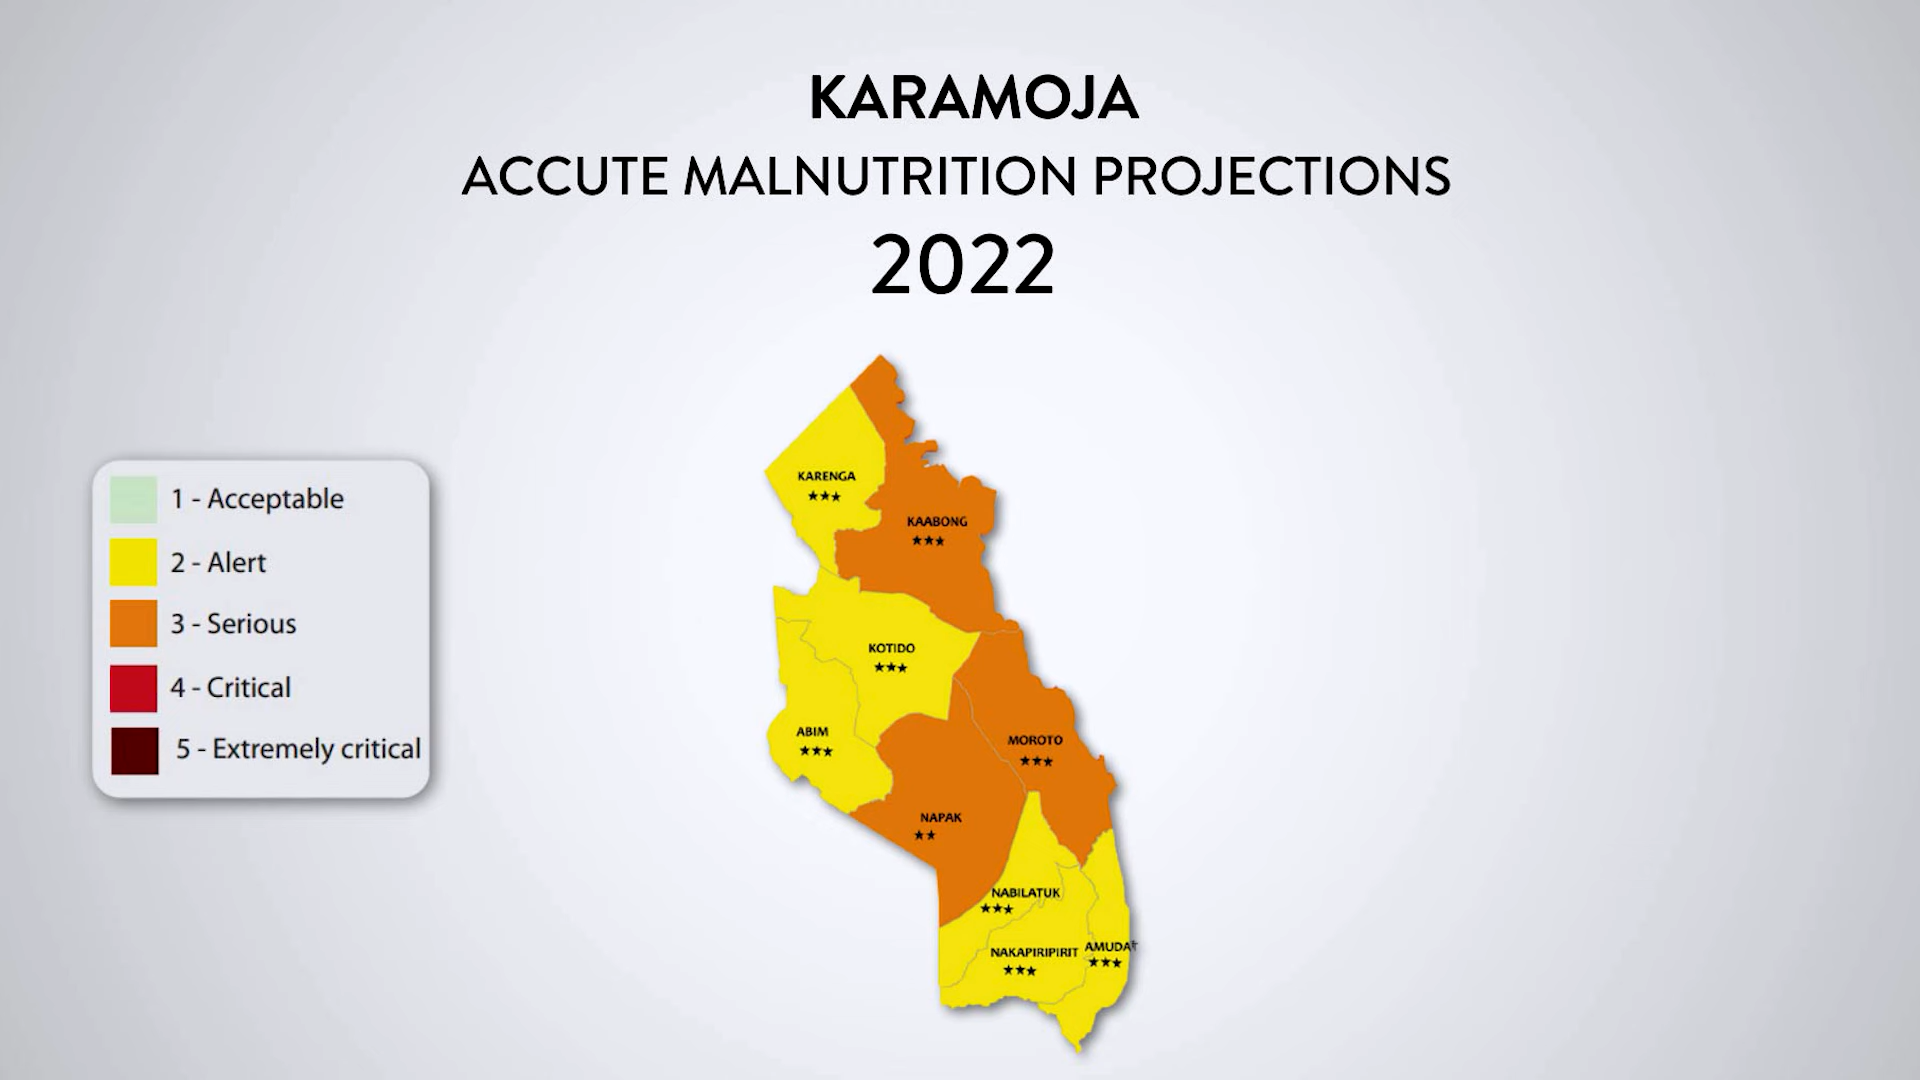 KARAMOJA
ACCUTE MALNUTRITION PROJECTIONS
2022
1 - Acceptable
2 - Alert
3 - Serious
4 - Critical
5 - Extremely critical
KARENGA
KAABONG
KOTIDO
ABIM
MOROTO
NAPAK
NABILATUK
NAKAPIRIPIRIT
AMUDAT